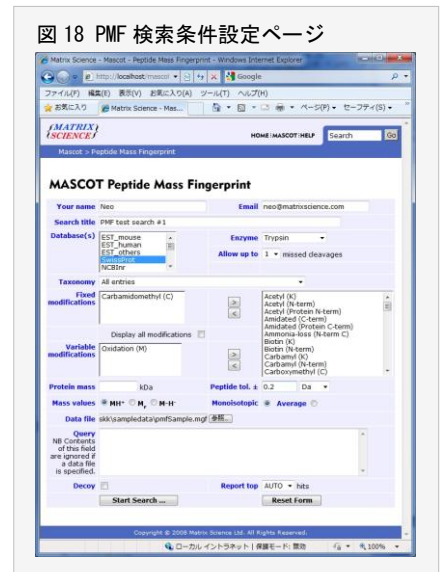 図 18 PMF 検索条件設定ページ
Matrix Science - Mascot - Peptide Mass Fingerprint - Windows Internet Explorer
http://localhost/mascot
Google
ファイル(F) 編集(E) 表示(V) お気に入り(A) ツール(T) ヘルプ(H)
お気に入り Matrix Science - Mas... ページ(P) セーフティ(S)
{MATRIX}
{SCIENCE}
HOME MASCOT HELP Search Go
Mascot > Peptide Mass Fingerprint
MASCOT Peptide Mass Fingerprint
Your name Neo Email neo@matrixscience.com
Search title PMF test search #1
Database(s) EST_mouse
EST_human
EST_others
SwissProt
NCBInr
Enzyme Trypsin
Allow up to 1 missed cleavages
Taxonomy All entries
Fixed modifications Carbamidomethyl (C)
Display all modifications
Variable modifications Oxidation (M)
> <
> <
Acetyl (K)
Acetyl (N-term)
Acetyl (Protein N-term)
Amidated (C-term)
Amidated (Protein C-term)
Ammonia-loss (N-term C)
Biotin (K)
Biotin (N-term)
Carbamyl (K)
Carbamyl (N-term)
Carboxymethyl (C)
Protein mass kDa Peptide tol. ± 0.2 Da
Mass values MH+ Mr M-H- Monoisotopic Average
Data file skk\sampledata\pmfSample.mgf 参照...
Query
NB Contents
of this field
are ignored if
a data file
is specified.
Decoy Report top AUTO hits
Start Search ... Reset Form
Copyright © 2008 Matrix Science Ltd. All Rights Reserved.
ローカル イントラネット | 保護モード: 無効 100%